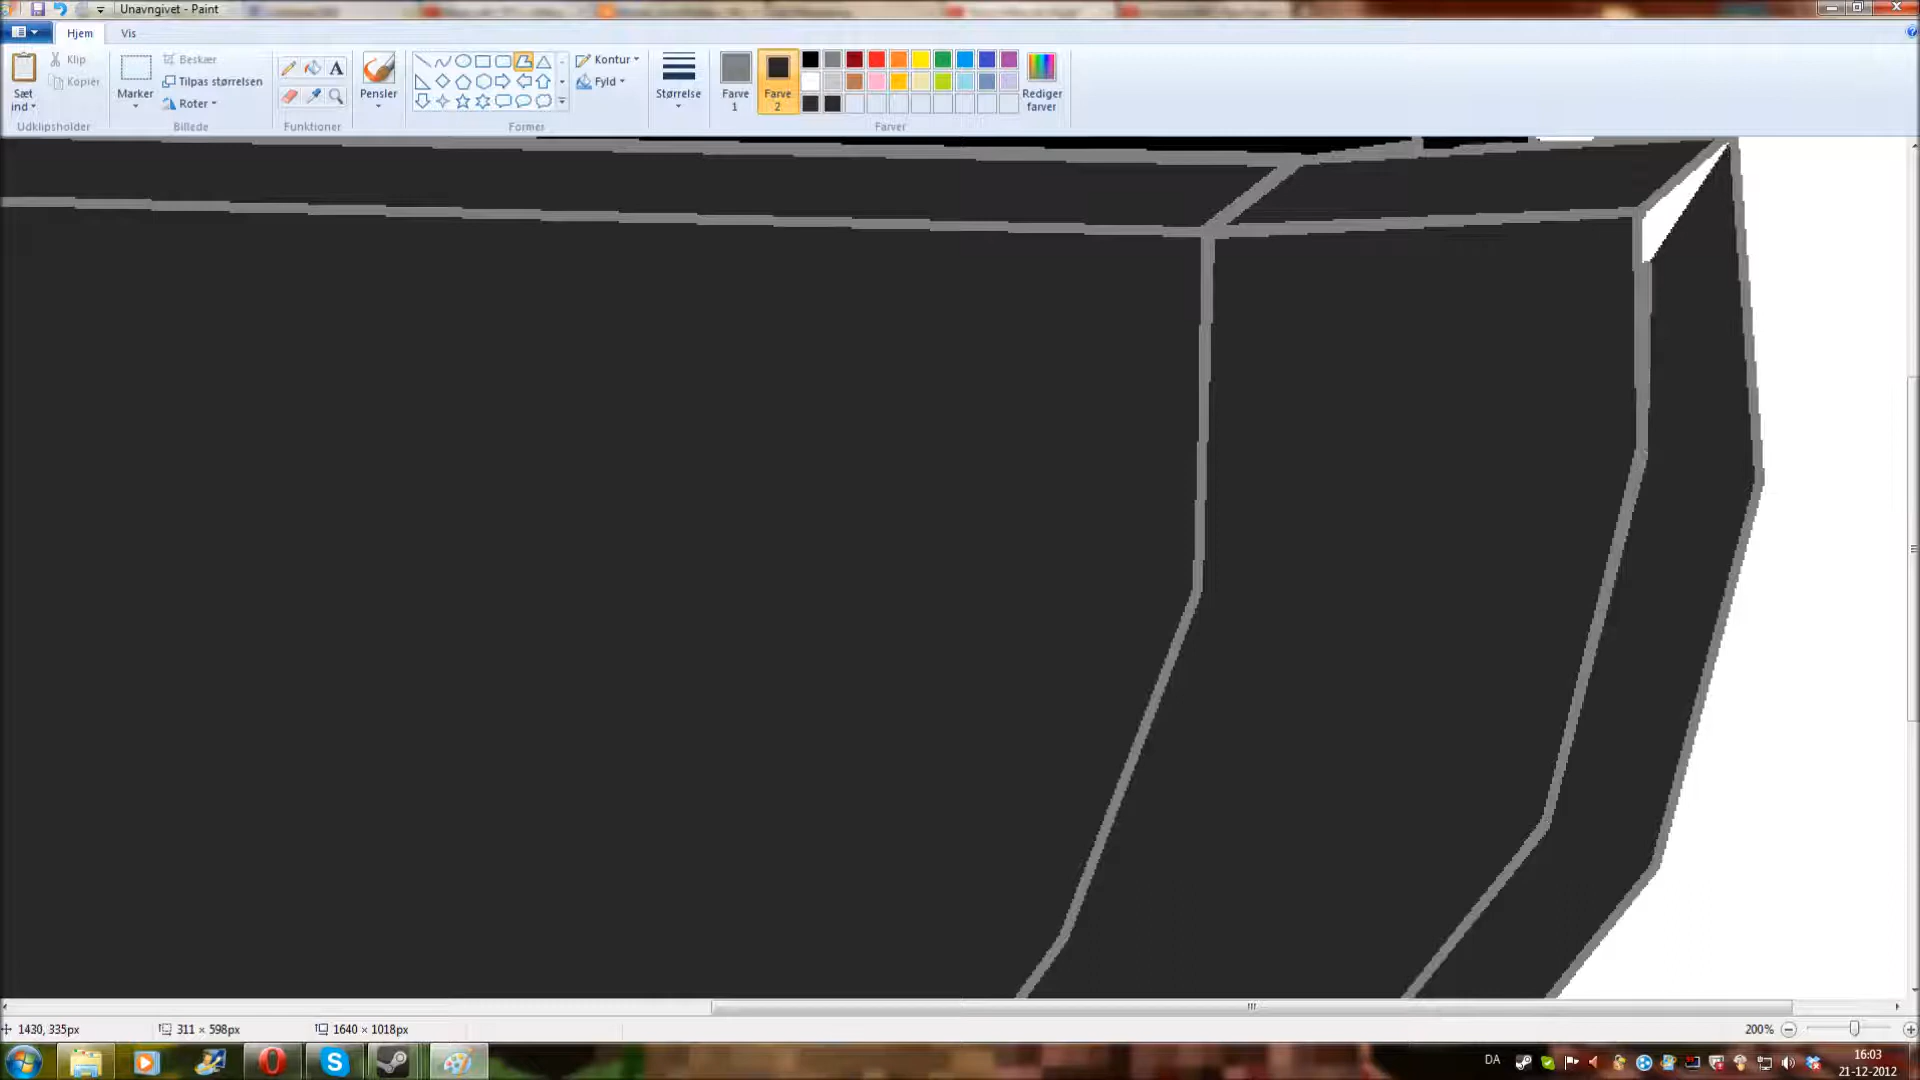 Unavngivet - Paint
Hjem Vis
Klip
Kopier
Sæt
ind
Udklipsholder
Marker
Beskær
Tilpas størrelsen
Roter
Billede
A
Funktioner
Pensler
Kontur
Fyld
Former
Størrelse
Farve
1
Farve
2
Rediger
farver
Farver
1430, 335px
311 × 598px
1640 × 1018px
200%
DA
16:03
21-12-2012